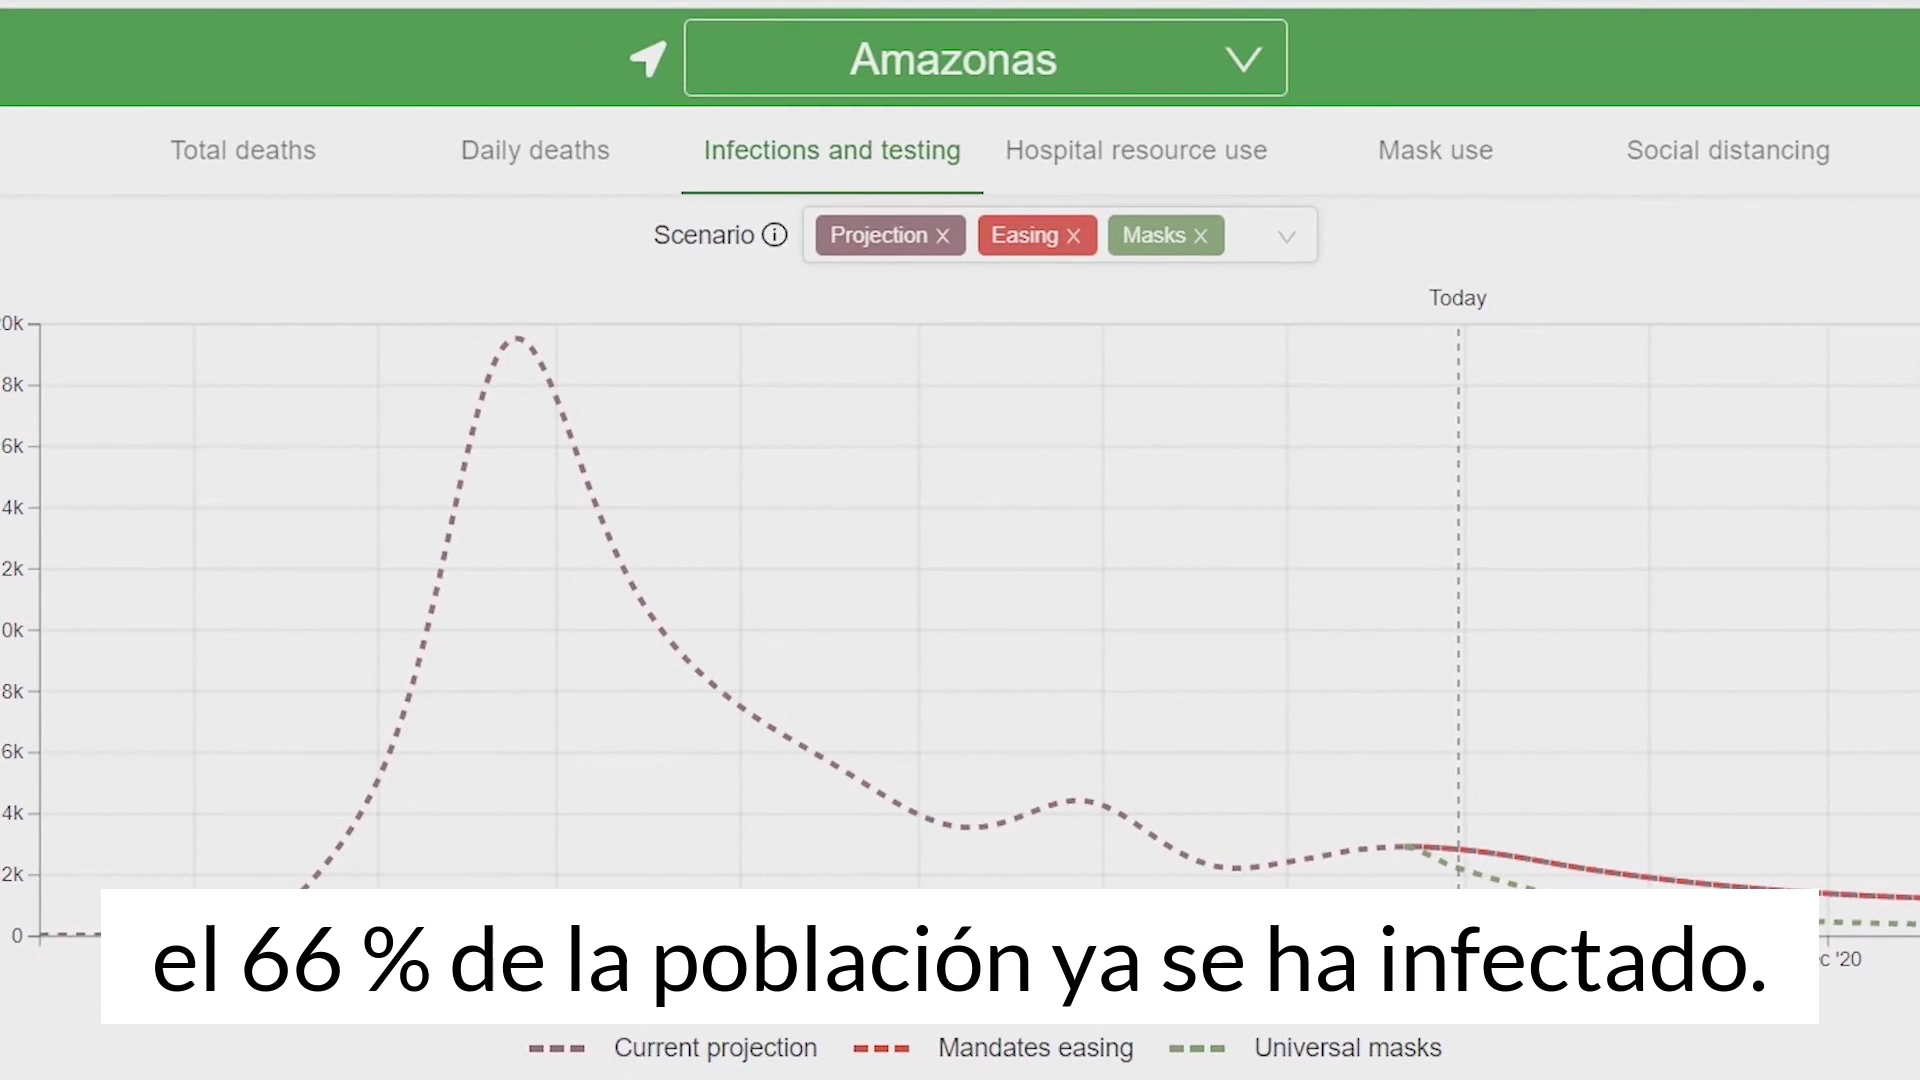 Amazonas
Total deaths
Daily deaths
Infections and testing
Hospital resource use
Mask use
Social distancing
Scenario
Projection X
Easing X
Masks X
Today
0k
8k
6k
4k
2k
0k
8k
6k
4k
2k
0
el 66 % de la población ya se ha infectado.
'20
Current projection
Mandates easing
Universal masks